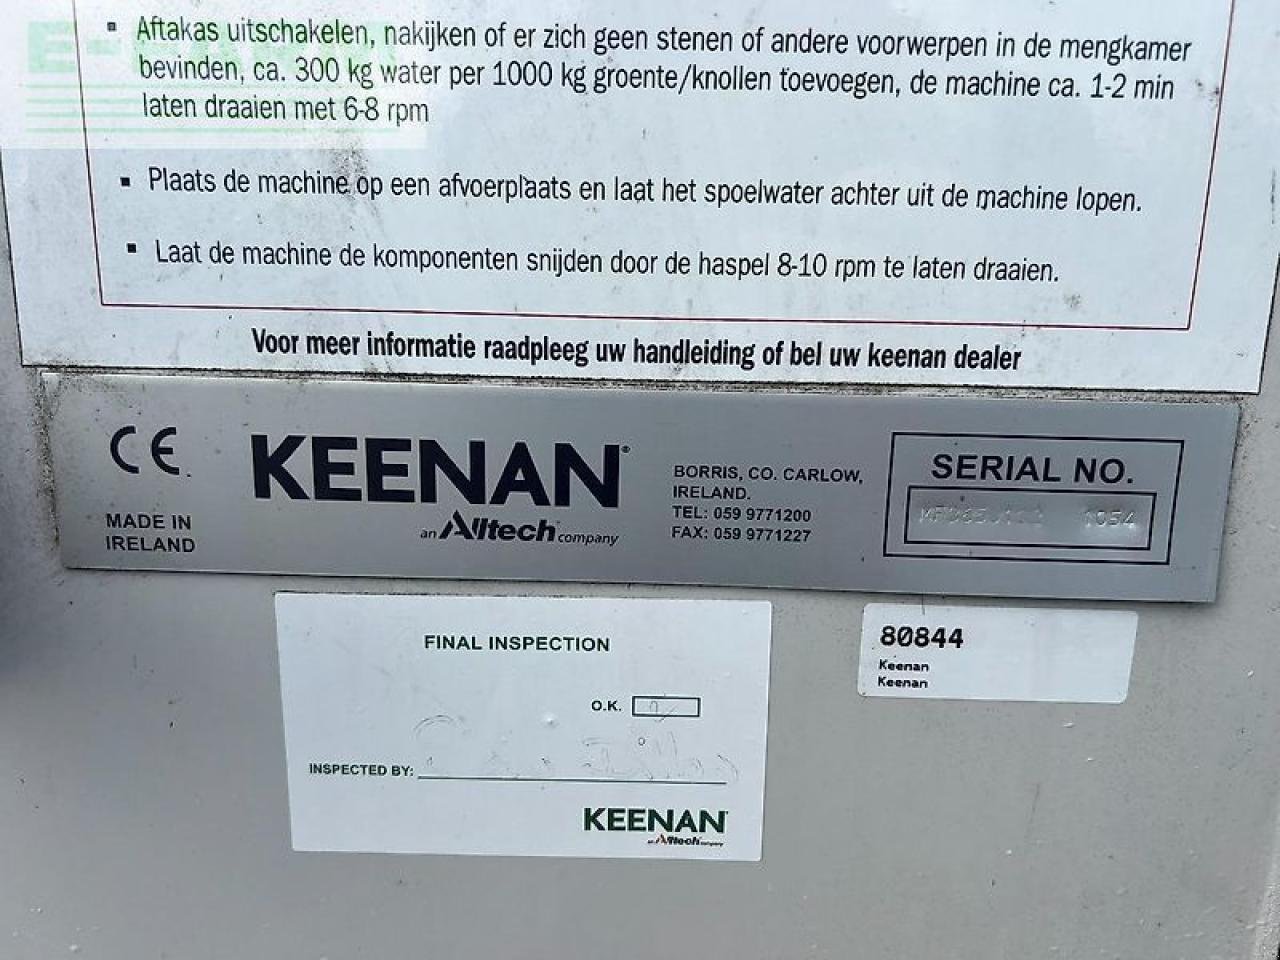 ▪ Aftakas uitschakelen, nakijken of er zich geen stenen of andere voorwerpen in de mengkamer
bevinden, ca. 300 kg water per 1000 kg groente/knollen toevoegen, de machine ca. 1-2 min
laten draaien met 6-8 rpm
▪ Plaats de machine op een afvoerplaats en laat het spoelwater achter uit de machine lopen.
▪ Laat de machine de komponenten snijden door de haspel 8-10 rpm te laten draaien.
Voor meer informatie raadpleeg uw handleiding of bel uw keenan dealer
CE
MADE IN
IRELAND
KEENAN®
an Alltech company
BORRIS, CO. CARLOW,
IRELAND.
TEL: 059 9771200
FAX: 059 9771227
SERIAL NO.
1054
FINAL INSPECTION
O.K.
INSPECTED BY:
KEENAN
an Alltech company
80844
Keenan
Keenan